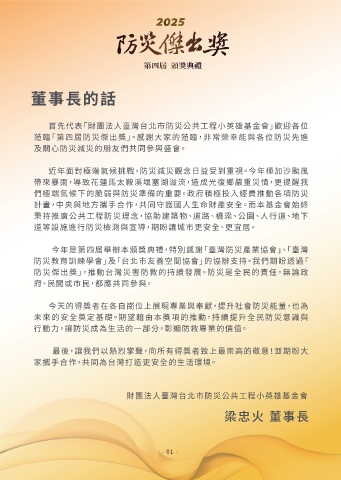 2025
防災傑出獎
第四屆 頒獎典禮
董事長的話
首先代表「財團法人臺灣台北市防災公共工程小英雄基金會」歡迎各位
蒞臨「第四屆防災傑出獎」。感謝大家的蒞臨,非常榮幸能與各位防災先進
及關心防災減災的朋友們共同參與盛會。
近年面對極端氣候挑戰,防災減災觀念日益受到重視。今年樺加沙颱風
帶來暴雨,導致花蓮馬太鞍溪堰塞湖溢流,造成光復鄉嚴重災情,更提醒我
們極端氣候下的脆弱與防災準備的重要。政府積極投入經費推動各項防災
計畫,中央與地方攜手合作,共同守護國人生命財產安全。而本基金會始終
秉持推廣公共工程防災理念,協助建築物、道路、橋梁、公園、人行道、地下
道等設施進行防災檢測與宣導,期盼讓城市更安全、更宜居。
今年是第四屆舉辦本頒獎典禮,特別感謝「臺灣防災產業協會」、「臺灣
防災教育訓練學會」及「台北市友善空間協會」的協辦支持。我們期盼透過「
防災傑出獎」,推動台灣災害防救的持續發展。防災是全民的責任,無論政
府、民間或市民,都應共同參與。
今天的得獎者在各自崗位上展現專業與奉獻,提升社會防災能量,也為
未來的安全奠定基礎。期望藉由本獎項的推動,持續提升全民防災意識與
行動力,讓防災成為生活的一部分,彰顯防救專業的價值。
最後,讓我們以熱烈掌聲,向所有得獎者致上最崇高的敬意!並期盼大
家攜手合作,共同為台灣打造更安全的生活環境。
財團法人臺灣台北市防災公共工程小英雄基金會
梁忠火 董事長
- 01 -